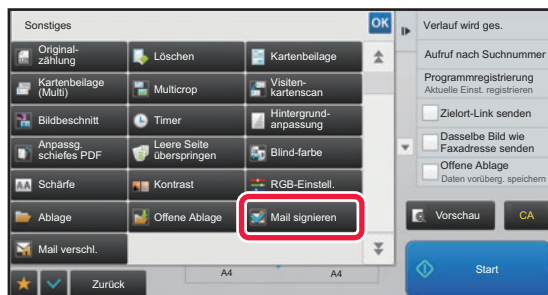 Sonstiges
OK
Original-
zählung
Löschen
Kartenbeilage
Kartenbeilage
(Multi)
Multicrop
Visiten-
kartenscan
Bildbeschnitt
Timer
Hintergrund-
anpassung
Anpassg.
schiefes PDF
Leere Seite
überspringen
Blind-farbe
AA Schärfe
Kontrast
RGB-Einstell.
Ablage
Offene Ablage
Mail signieren
Mail verschl.
Zurück
A4
A4
Verlauf wird ges.
Aufruf nach Suchnummer
Programmregistrierung
Aktuelle Einst. registrieren
Zielort-Link senden
Dasselbe Bild wie
Faxadresse senden
Offene Ablage
Daten vorüberg. speichern
Vorschau
CA
Start